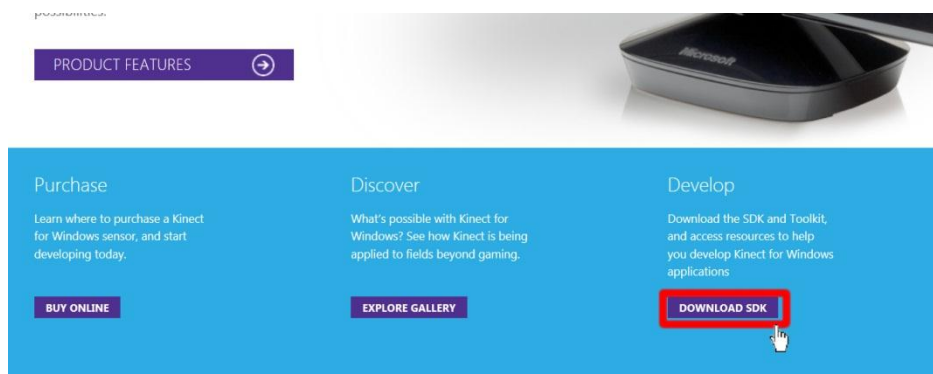 possibilities.
PRODUCT FEATURES
Microsoft
Purchase
Learn where to purchase a Kinect
for Windows sensor, and start
developing today.
BUY ONLINE
Discover
What's possible with Kinect for
Windows? See how Kinect is being
applied to fields beyond gaming.
EXPLORE GALLERY
Develop
Download the SDK and Toolkit,
and access resources to help
you develop Kinect for Windows
applications
DOWNLOAD SDK